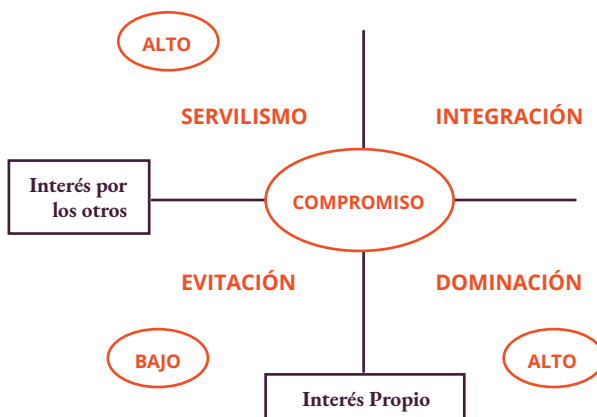 ALTO
SERVILISMO
INTEGRACIÓN
Interés por
los otros
COMPROMISO
EVITACIÓN
DOMINACIÓN
BAJO
ALTO
Interés Propio